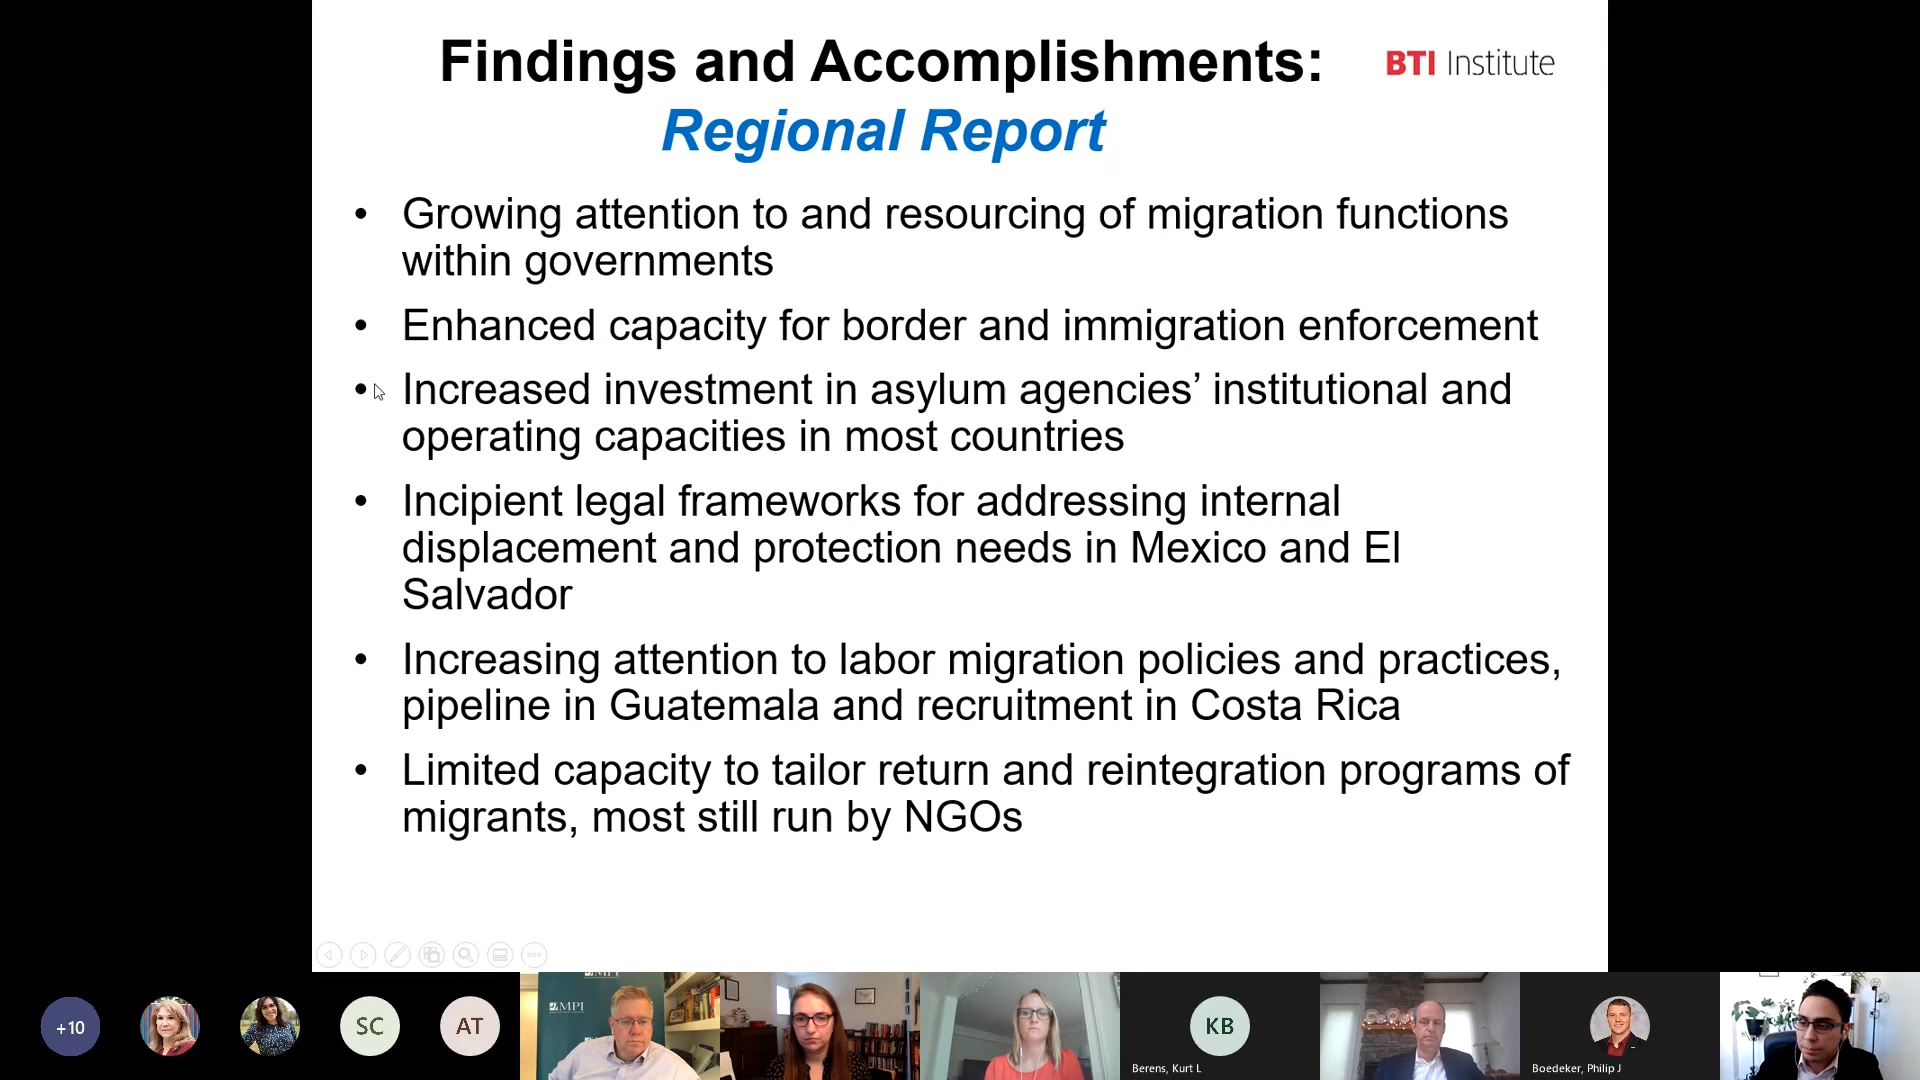 Findings and Accomplishments:
BTI Institute
Regional Report
• Growing attention to and resourcing of migration functions
within governments
• Enhanced capacity for border and immigration enforcement
• Increased investment in asylum agencies’ institutional and
operating capacities in most countries
• Incipient legal frameworks for addressing internal
displacement and protection needs in Mexico and El
Salvador
• Increasing attention to labor migration policies and practices,
pipeline in Guatemala and recruitment in Costa Rica
• Limited capacity to tailor return and reintegration programs of
migrants, most still run by NGOs
+10
SC
AT
MPI
MPI
KB
Berens, Kurt L
Boedeker, Philip J